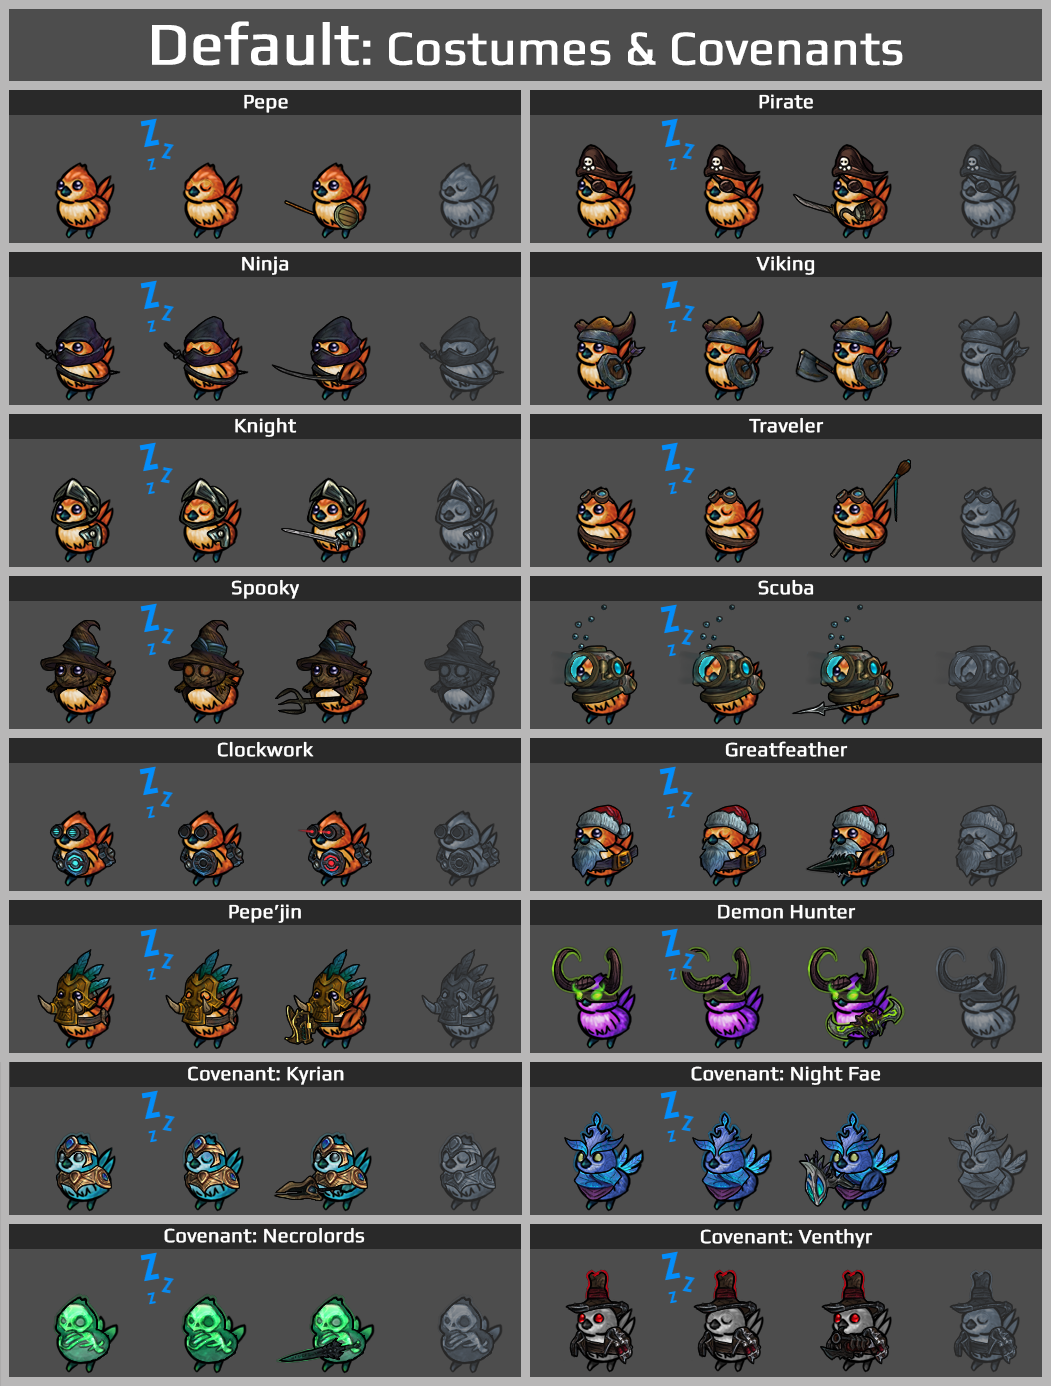 Default: Costumes & Covenants
Pepe
Pirate
Z
Z
Z
Z
Z
Z
Ninja
Viking
Z
Z
Z
Z
Z
Z
Knight
Traveler
Z
Z
Z
Z
Z
Z
Spooky
Scuba
Z
Z
Z
Z
Z
Z
Clockwork
Greatfeather
Z
Z
Z
Z
Z
Z
Pepe’jin
Demon Hunter
Z
Z
Z
Z
Z
Z
Covenant: Kyrian
Covenant: Night Fae
Z
Z
Z
Z
Z
Z
Covenant: Necrolords
Covenant: Venthyr
Z
Z
Z
Z
Z
Z